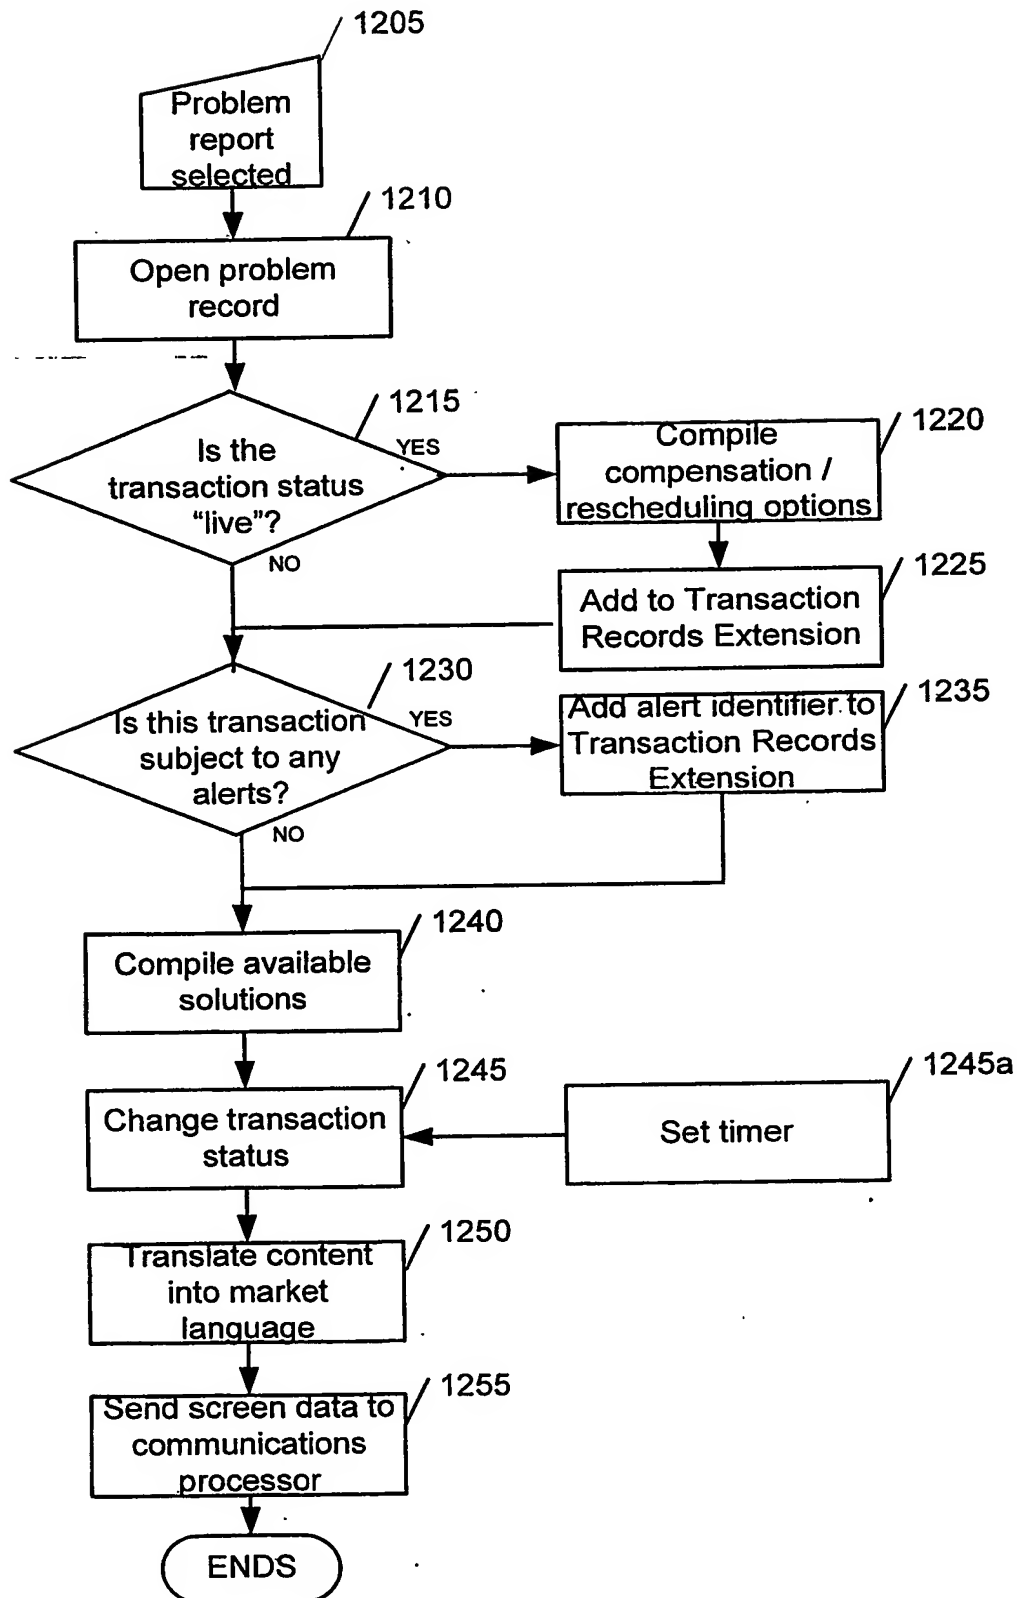 1205
Problem
report
selected
1210
Open problem
record
1215
Is the
transaction status
“live”?
YES
NO
1220
Compile
compensation /
rescheduling options
1225
Add to Transaction
Records Extension
1230
Is this transaction
subject to any
alerts?
YES
NO
1235
Add alert identifier to
Transaction Records
Extension
1240
Compile available
solutions
1245
Change transaction
status
1245a
Set timer
1250
Translate content
into market
language
1255
Send screen data to
communications
processor
ENDS